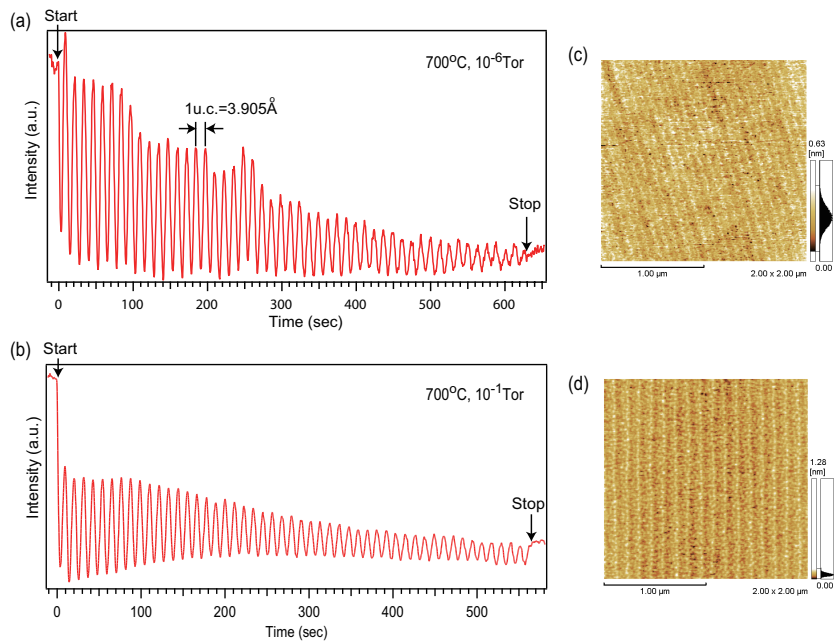 (a)
Start
700°C, 10⁻⁶Tor
1u.c.=3.905Å
Stop
Intensity (a.u.)
0 100 200 300 400 500 600
Time (sec)
(b)
Start
700°C, 10⁻¹Tor
Stop
Intensity (a.u.)
0 100 200 300 400 500
Time (sec)
(c)
0.63
[nm]
0.00
1.00 µm
2.00 x 2.00 µm
(d)
1.28
[nm]
0.00
1.00 µm
2.00 x 2.00 µm